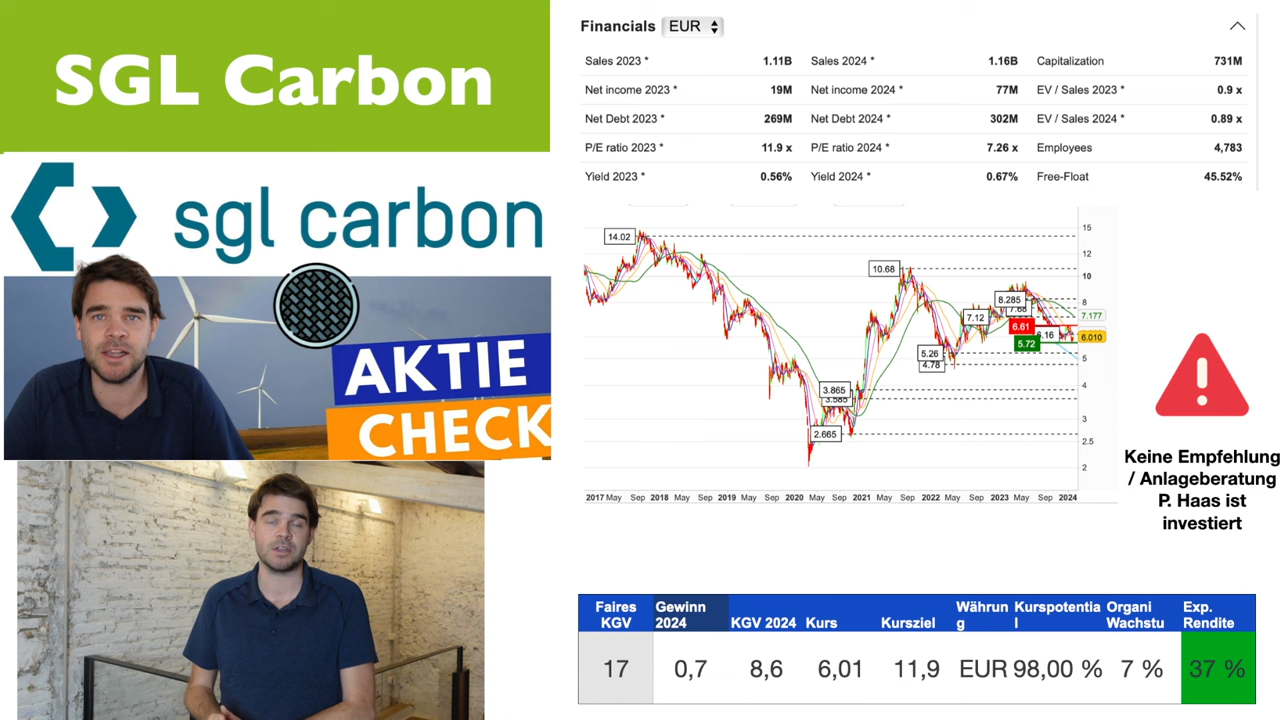 SGL Carbon
sgl carbon
AKTIE
CHECK
Financials EUR
Sales 2023 * 1.11B Sales 2024 * 1.16B Capitalization 731M
Net income 2023 * 19M Net income 2024 * 77M EV / Sales 2023 * 0.9 x
Net Debt 2023 * 269M Net Debt 2024 * 302M EV / Sales 2024 * 0.89 x
P/E ratio 2023 * 11.9 x P/E ratio 2024 * 7.26 x Employees 4,783
Yield 2023 * 0.56% Yield 2024 * 0.67% Free-Float 45.52%
14.02
10.68
8.285
7.68
7.12
6.61
6.16
5.72
5.26
4.78
3.865
3.585
2.665
15
12
10
8
7.177
6.010
5
4
3
2.5
2
2017 May Sep 2018 May Sep 2019 May Sep 2020 May Sep 2021 May Sep 2022 May Sep 2023 May Sep 2024
Keine Empfehlung
/ Anlageberatung
P. Haas ist
investiert
Faires KGV Gewinn 2024 KGV 2024 Kurs Kursziel Währung Kurspotential Organi Wachstu Exp. Rendite
17 0,7 8,6 6,01 11,9 EUR 98,00 % 7 % 37 %